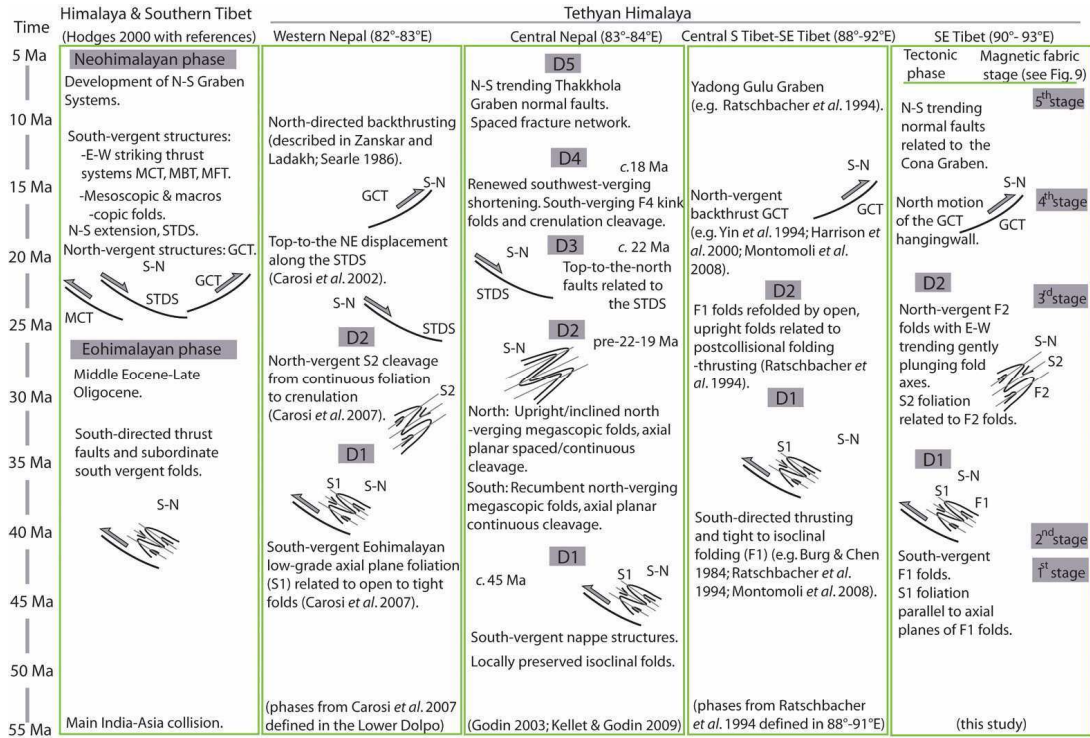 Himalaya & Southern Tibet
Tethyan Himalaya
Time
(Hodges 2000 with references)
Western Nepal (82°-83°E)
Central Nepal (83°-84°E)
Central S Tibet-SE Tibet (88°-92°E)
SE Tibet (90°- 93°E)
5 Ma
10 Ma
15 Ma
20 Ma
25 Ma
30 Ma
35 Ma
40 Ma
45 Ma
50 Ma
55 Ma
Neohimalayan phase
Development of N-S Graben
Systems.
South-vergent structures:
-E-W striking thrust
systems MCT, MBT, MFT.
-Mesoscopic & macros
-copic folds.
N-S extension, STDS.
North-vergent structures: GCT.
S-N
GCT
STDS
MCT
Eohimalayan phase
Middle Eocene-Late
Oligocene.
South-directed thrust
faults and subordinate
south vergent folds.
S-N
Main India-Asia collision.
North-directed backthrusting
(described in Zanskar and
Ladakh; Searle 1986).
S-N
GCT
Top-to-the NE displacement
along the STDS
(Carosi et al. 2002).
S-N
STDS
D2
North-vergent S2 cleavage
from continuous foliation
to crenulation
(Carosi et al. 2007).
S2
D1
S1
S-N
South-vergent Eohimalayan
low-grade axial plane foliation
(S1) related to open to tight
folds (Carosi et al. 2007).
(phases from Carosi et al. 2007
defined in the Lower Dolpo)
D5
N-S trending Thakkhola
Graben normal faults.
Spaced fracture network.
D4
c.18 Ma
Renewed southwest-verging
shortening. South-verging F4 kink
folds and crenulation cleavage.
D3
c. 22 Ma
S-N
Top-to-the-north
faults related to
the STDS
STDS
D2
pre-22-19 Ma
S-N
North: Upright/inclined north
-verging megascopic folds, axial
planar spaced/continuous
cleavage.
South: Recumbent north-verging
megascopic folds, axial planar
continuous cleavage.
D1
c. 45 Ma
S1
S-N
South-vergent nappe structures.
Locally preserved isoclinal folds.
(Godin 2003; Kellet & Godin 2009)
Yadong Gulu Graben
(e.g. Ratschbacher et al. 1994).
S-N
North-vergent
backthrust GCT
GCT
(e.g. Yin et al. 1994; Harrison
et al. 2000; Montomoli et al.
2008).
D2
F1 folds refolded by open,
upright folds related to
postcollisional folding
-thrusting (Ratschbacher et
al. 1994).
D1
S-N
S1
South-directed thrusting
and tight to isoclinal
folding (F1) (e.g. Burg & Chen
1984; Ratschbacher et al.
1994; Montomoli et al. 2008).
(phases from Ratschbacher
et al. 1994 defined in 88°-91°E)
Tectonic
phase
Magnetic fabric
stage (see Fig. 9)
5th stage
N-S trending
normal faults
related to the
Cona Graben.
S-N
4th stage
North motion
of the GCT
hangingwall.
GCT
D2
3rd stage
North-vergent F2
folds with E-W
trending gently
plunging fold
axes.
S2 foliation
related to F2 folds.
S-N
S2
F2
D1
S-N
S1
F1
2nd stage
South-vergent
F1 folds.
S1 foliation
parallel to axial
planes of F1 folds.
1st stage
(this study)